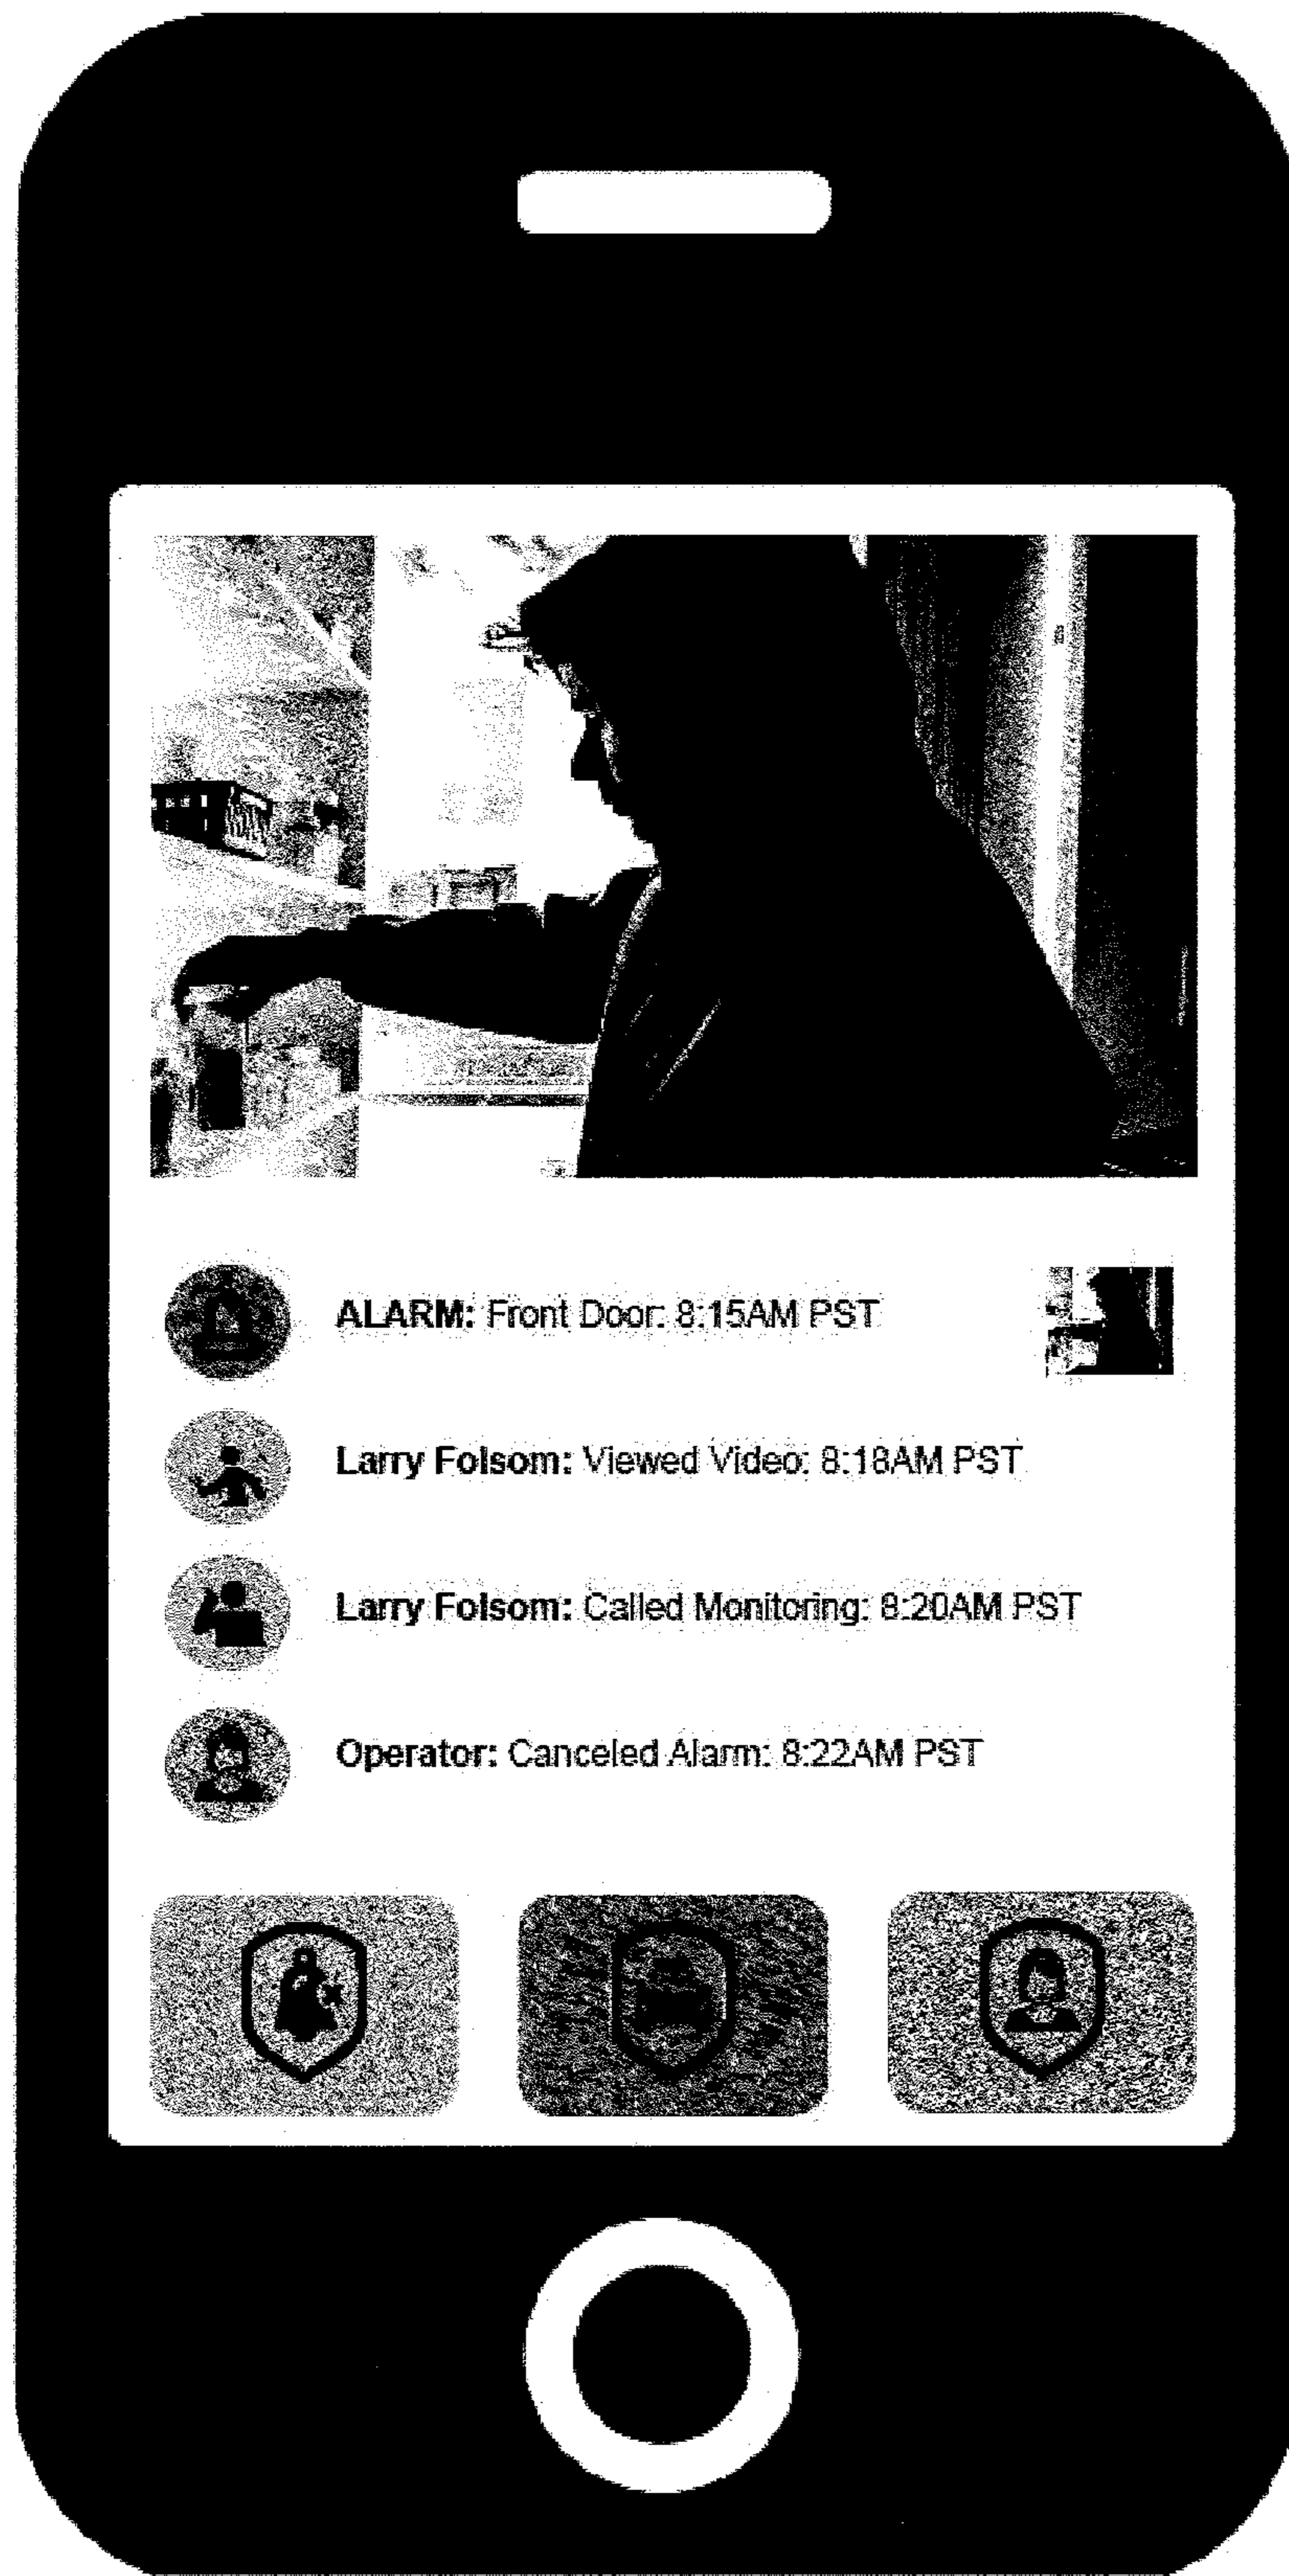 ALARM: Front Door: 8:15AM PST
Larry Folsom: Viewed Video: 8:18AM PST
Larry Folsom: Called Monitoring: 8:20AM PST
Operator: Canceled Alarm: 8:22AM PST